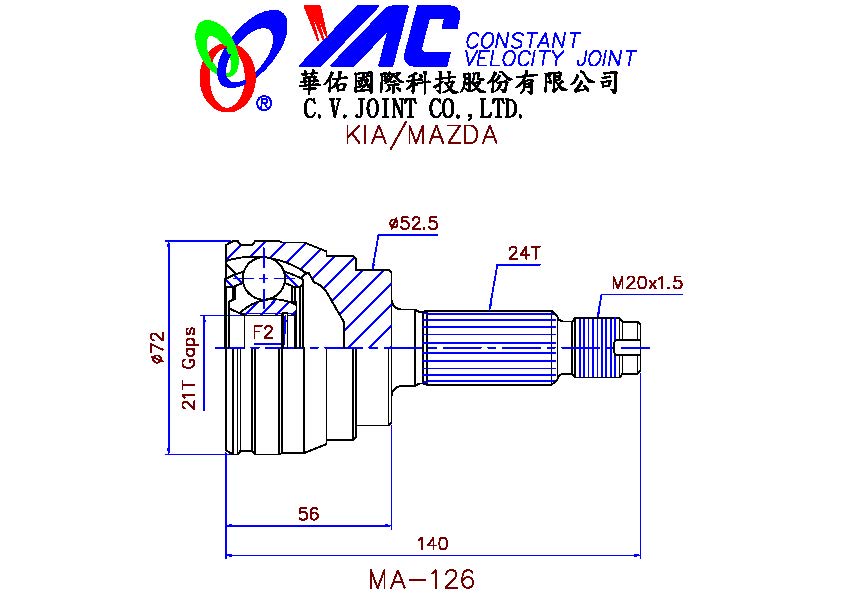 YAC CONSTANT
VELOCITY JOINT
華佑國際科技股份有限公司
®
C.V.JOINT CO.,LTD.
KIA/MAZDA
ø52.5
24T
M20x1.5
F2
ø72
21T Gaps
56
140
MA-126